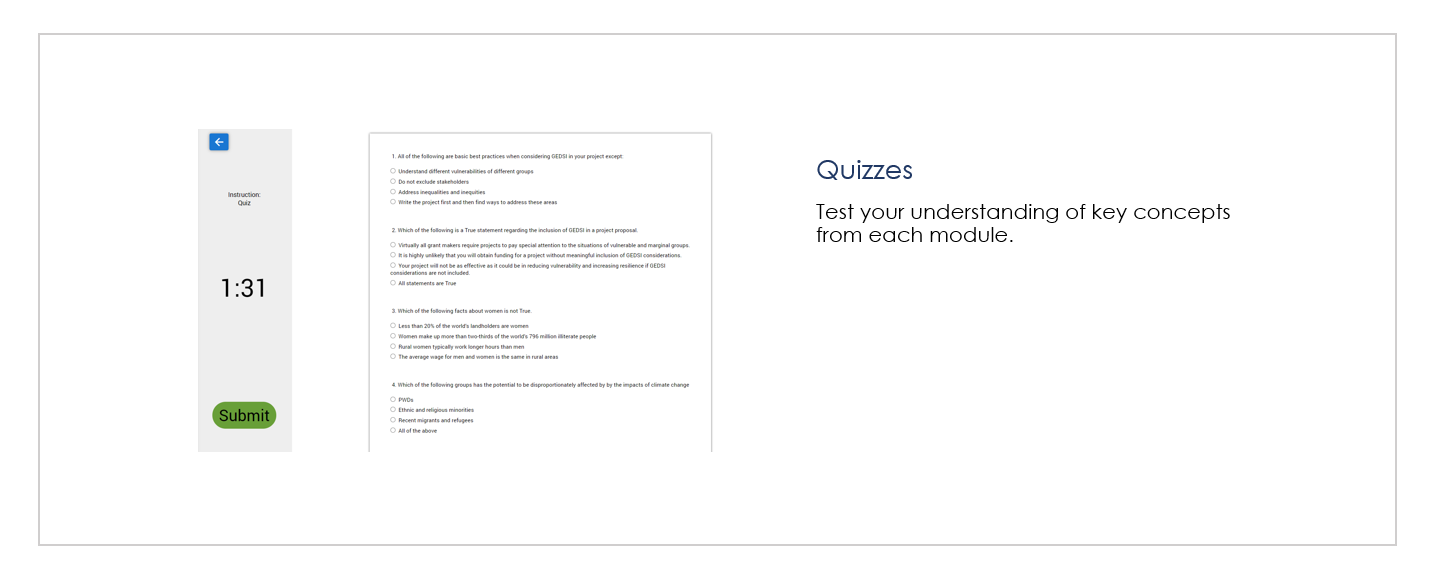 Instruction:
Quiz
1:31
Submit
1. All of the following are basic best practices when considering GEDSI in your project except:
Understand different vulnerabilities of different groups
Do not exclude stakeholders
Address inequalities and inequities
Write the project first and then find ways to address these areas
2. Which of the following is a True statement regarding the inclusion of GEDSI in a project proposal.
Virtually all grant makers require projects to pay special attention to the situations of vulnerable and marginal groups.
It is highly unlikely that you will obtain funding for a project without meaningful inclusion of GEDSI considerations.
Your project will not be as effective as it could be in reducing vulnerability and increasing resilience if GEDSI
considerations are not included.
All statements are True
3. Which of the following facts about women is not True.
Less than 20% of the world's landholders are women
Women make up more than two-thirds of the world's 796 million illiterate people
Rural women typically work longer hours than men
The average wage for men and women is the same in rural areas
4. Which of the following groups has the potential to be disproportionately affected by by the impacts of climate change
PWDs
Ethnic and religious minorities
Recent migrants and refugees
All of the above
Quizzes
Test your understanding of key concepts
from each module.